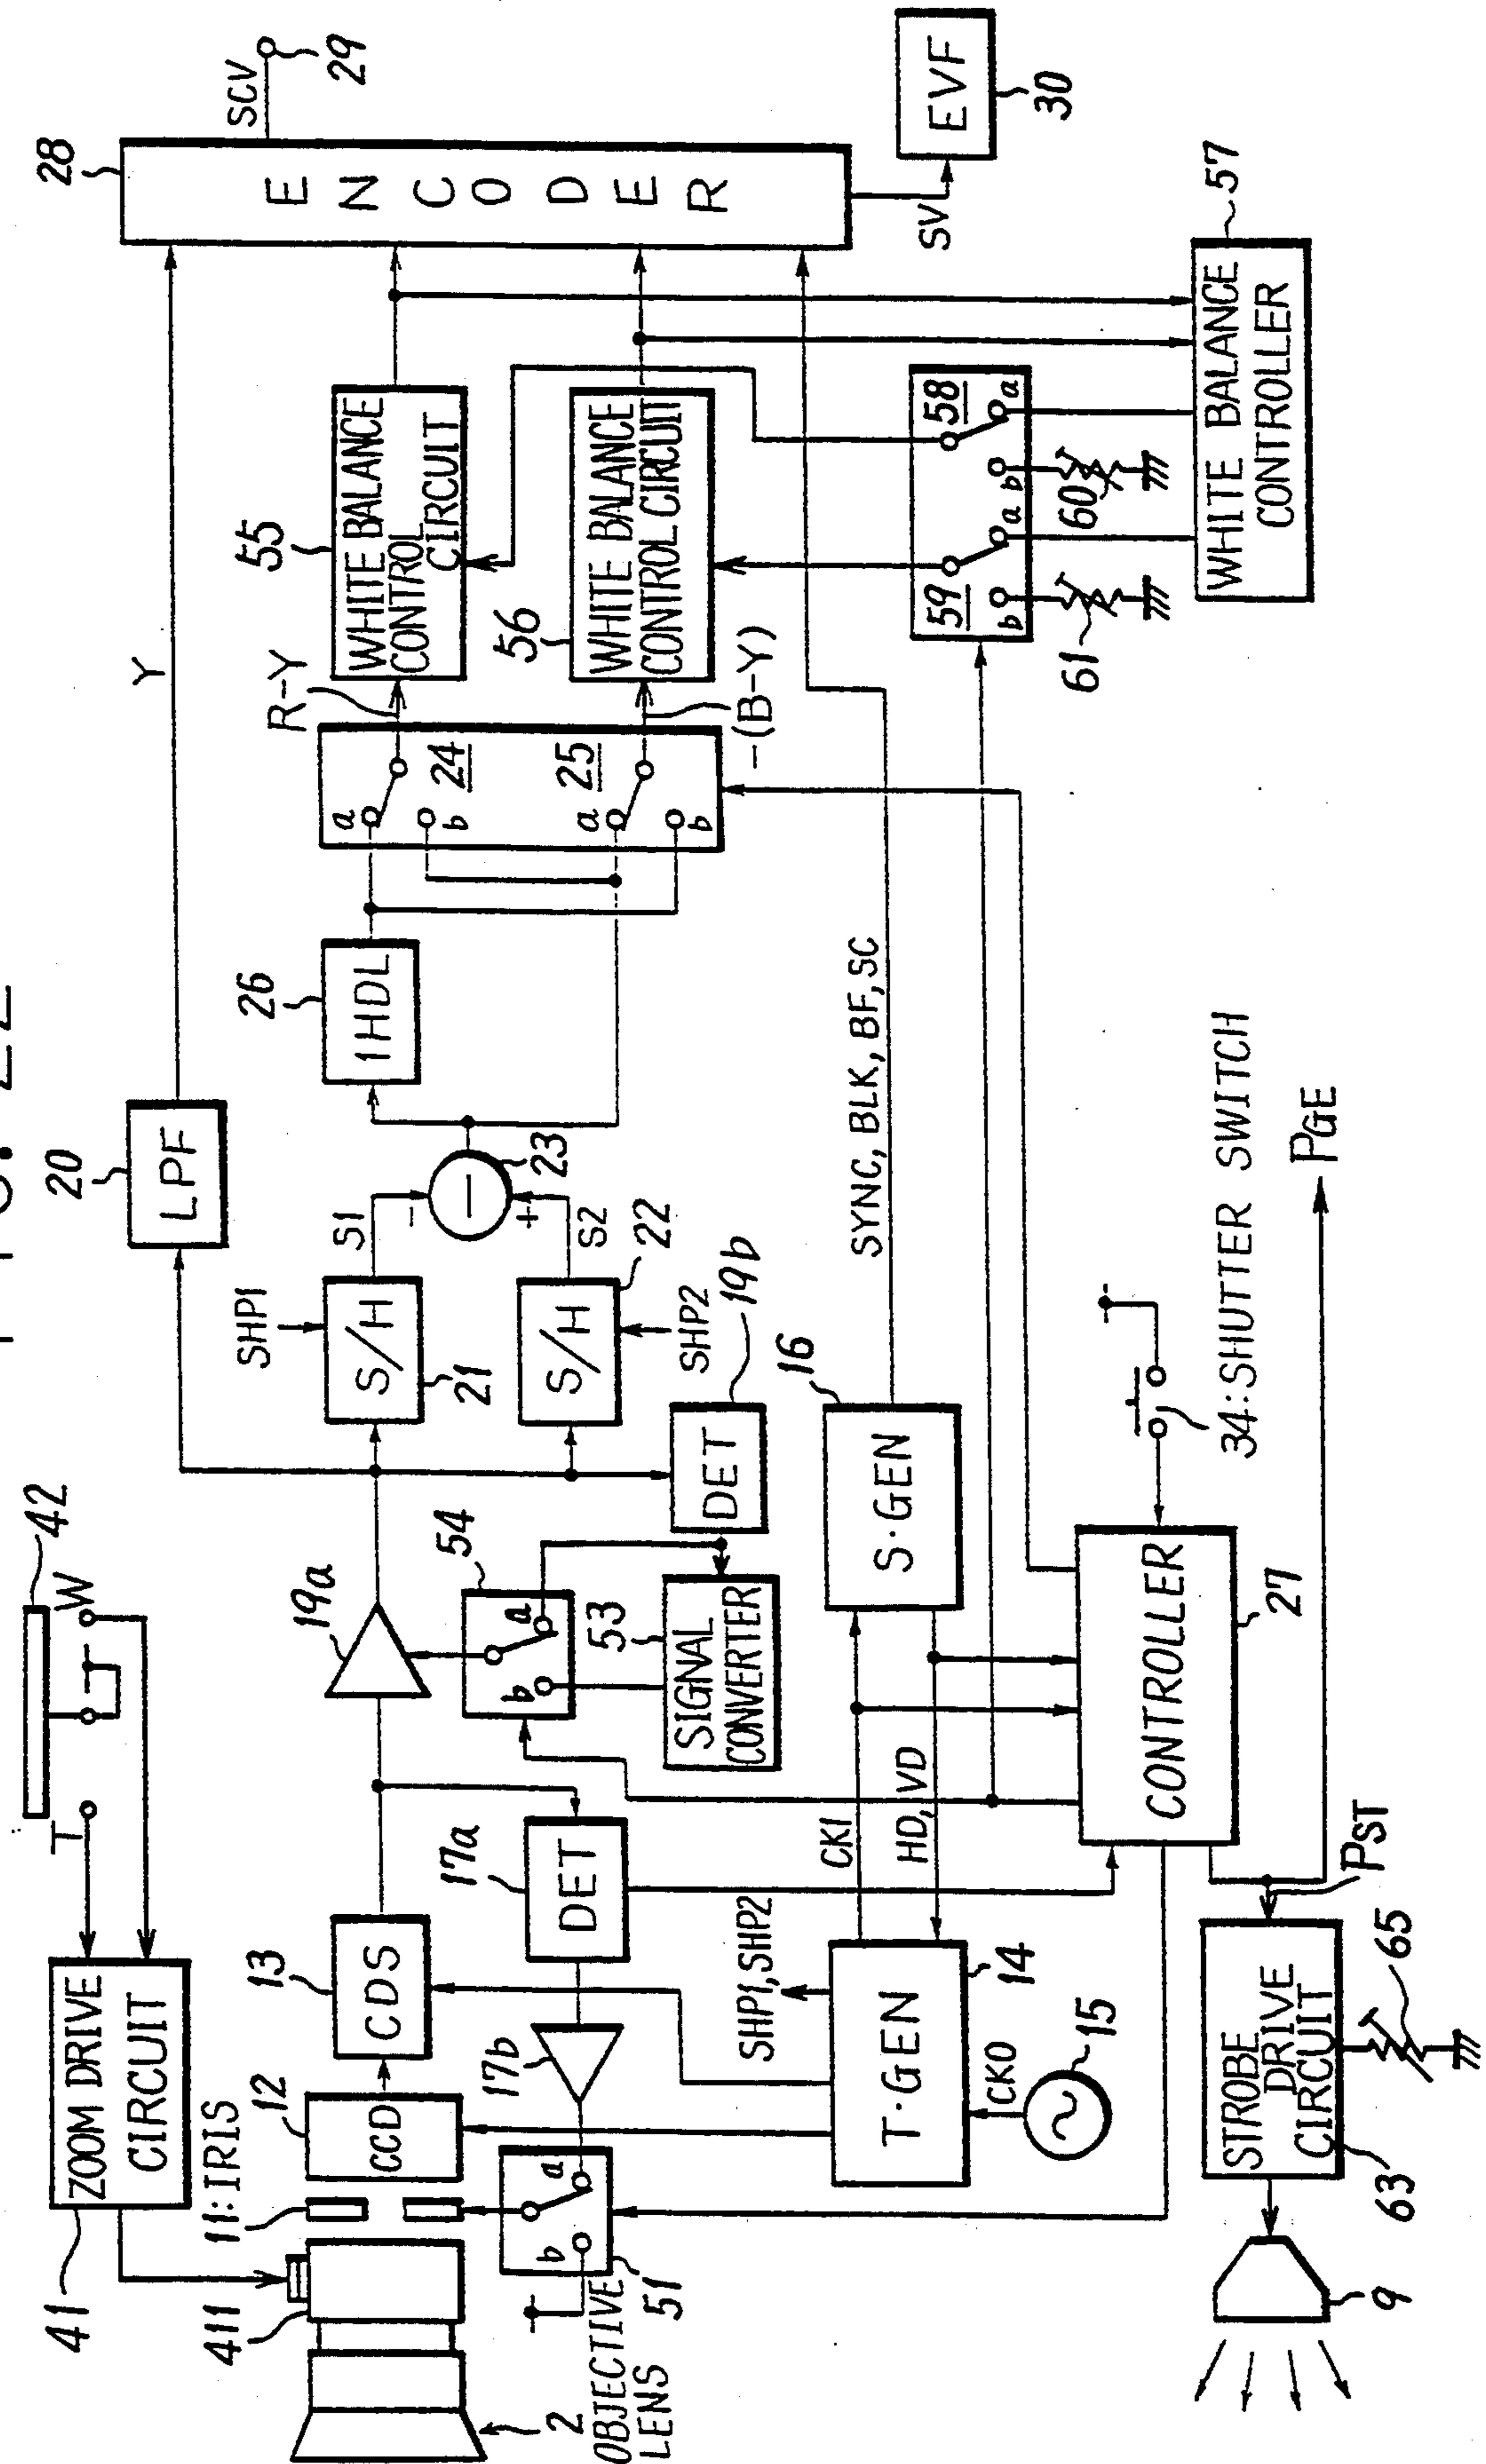 FIG. 22
42
T
W
ZOOM DRIVE
CIRCUIT
41
411
11:IRIS
12
CCD
13
CDS
19a
20
LPF
Y
28
ENCODER
SCV
29
SHP1
S/H
21
S1
−
+
23
S2
S/H
22
SHP2
19b
DET
26
1HDL
a
b
24
a
b
25
R-Y
-(B-Y)
55
WHITE BALANCE
CONTROL
CIRCUIT
56
WHITE BALANCE
CONTROL CIRCUIT
SV
EVF
30
54
a
b
53
SIGNAL
CONVERTER
17a
DET
17b
a
b
51
2
OBJECTIVE
LENS
SHP1,SHP2
T·GEN
14
CK0
15
CK1
HD,VD
16
S·GEN
SYNC,BLK,BF,SC
59
b
a
58
b
a
61
60
57
WHITE BALANCE
CONTROLLER
CONTROLLER
27
34:SHUTTER SWITCH
PGE
PST
STROBE
DRIVE
CIRCUIT
63
65
9